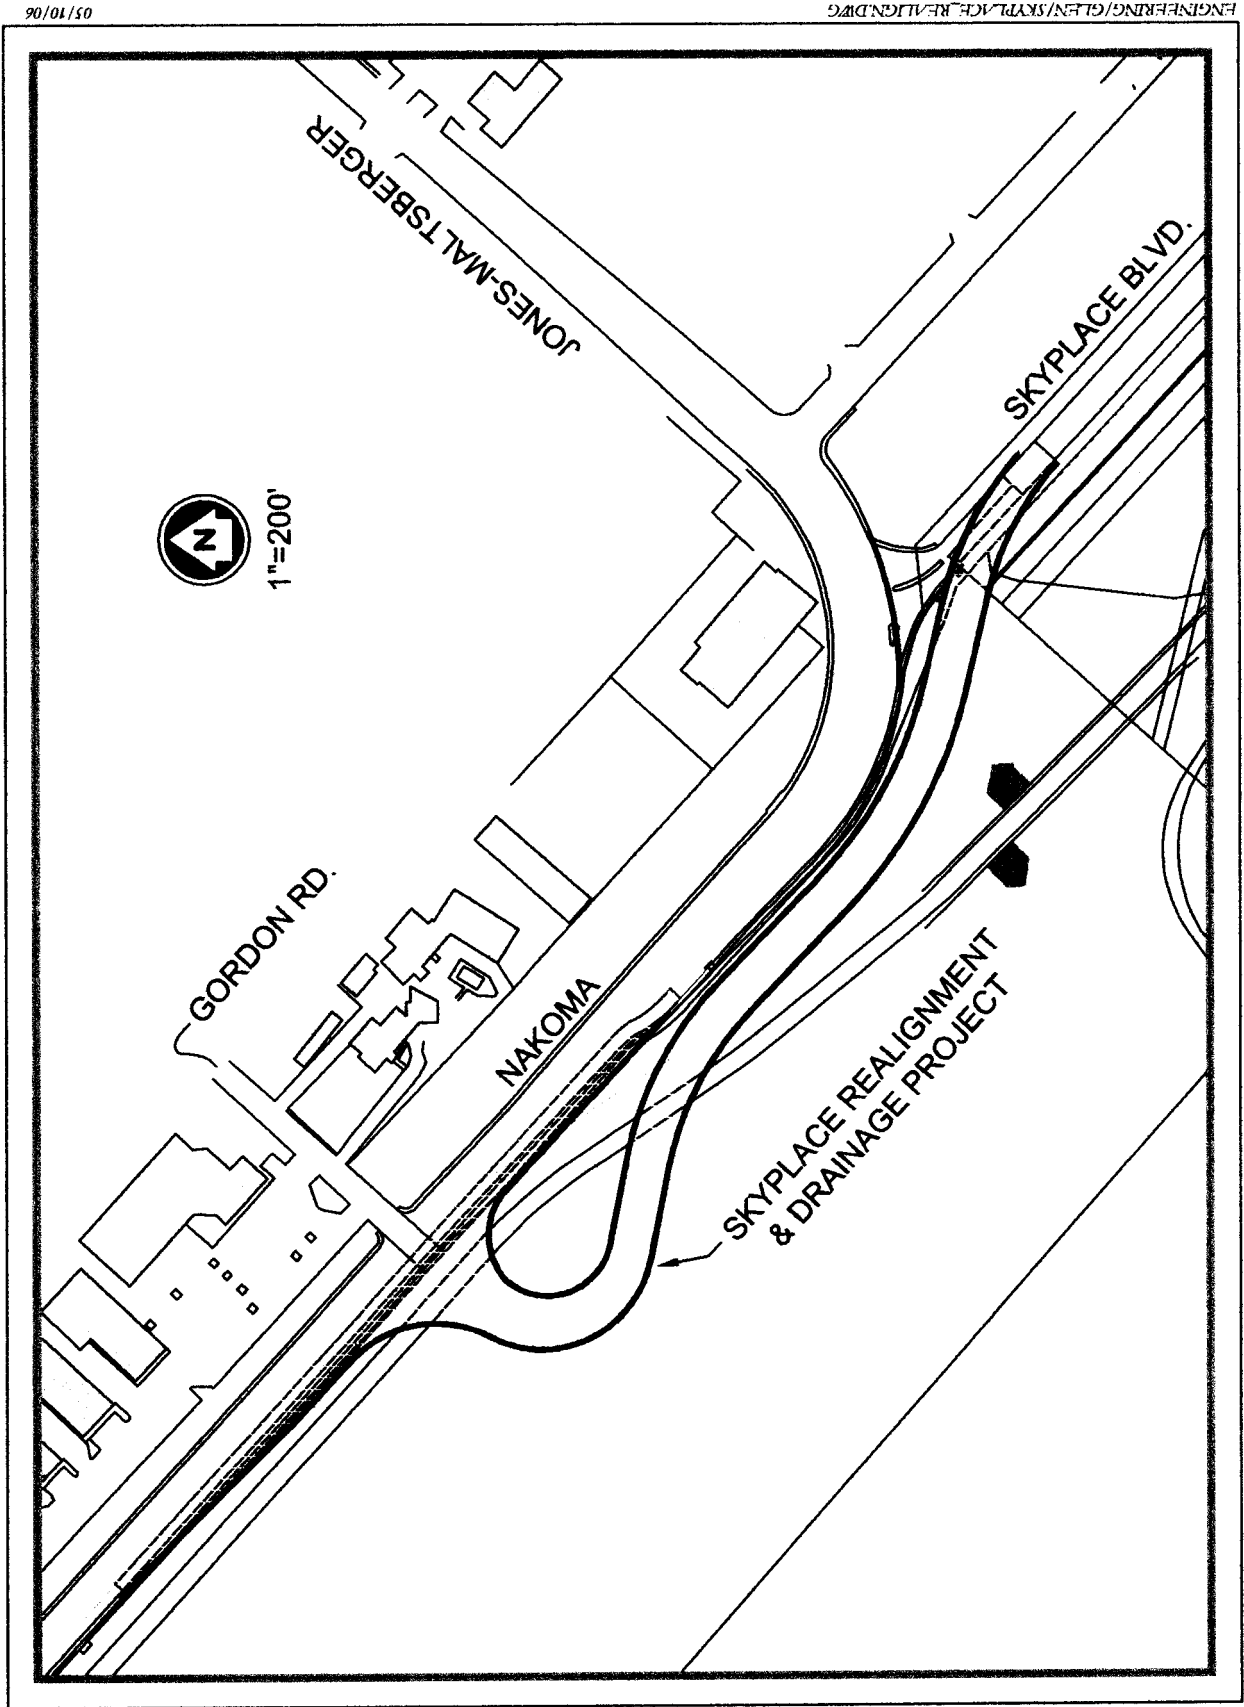 ENGINEERING/GLEN/SKYPLACE_REALIGN.DWG
05/10/06
JONES-MALTSBERGER
N
1"=200'
SKYPLACE BLVD.
GORDON RD.
NAKOMA
SKYPLACE REALIGNMENT
& DRAINAGE PROJECT